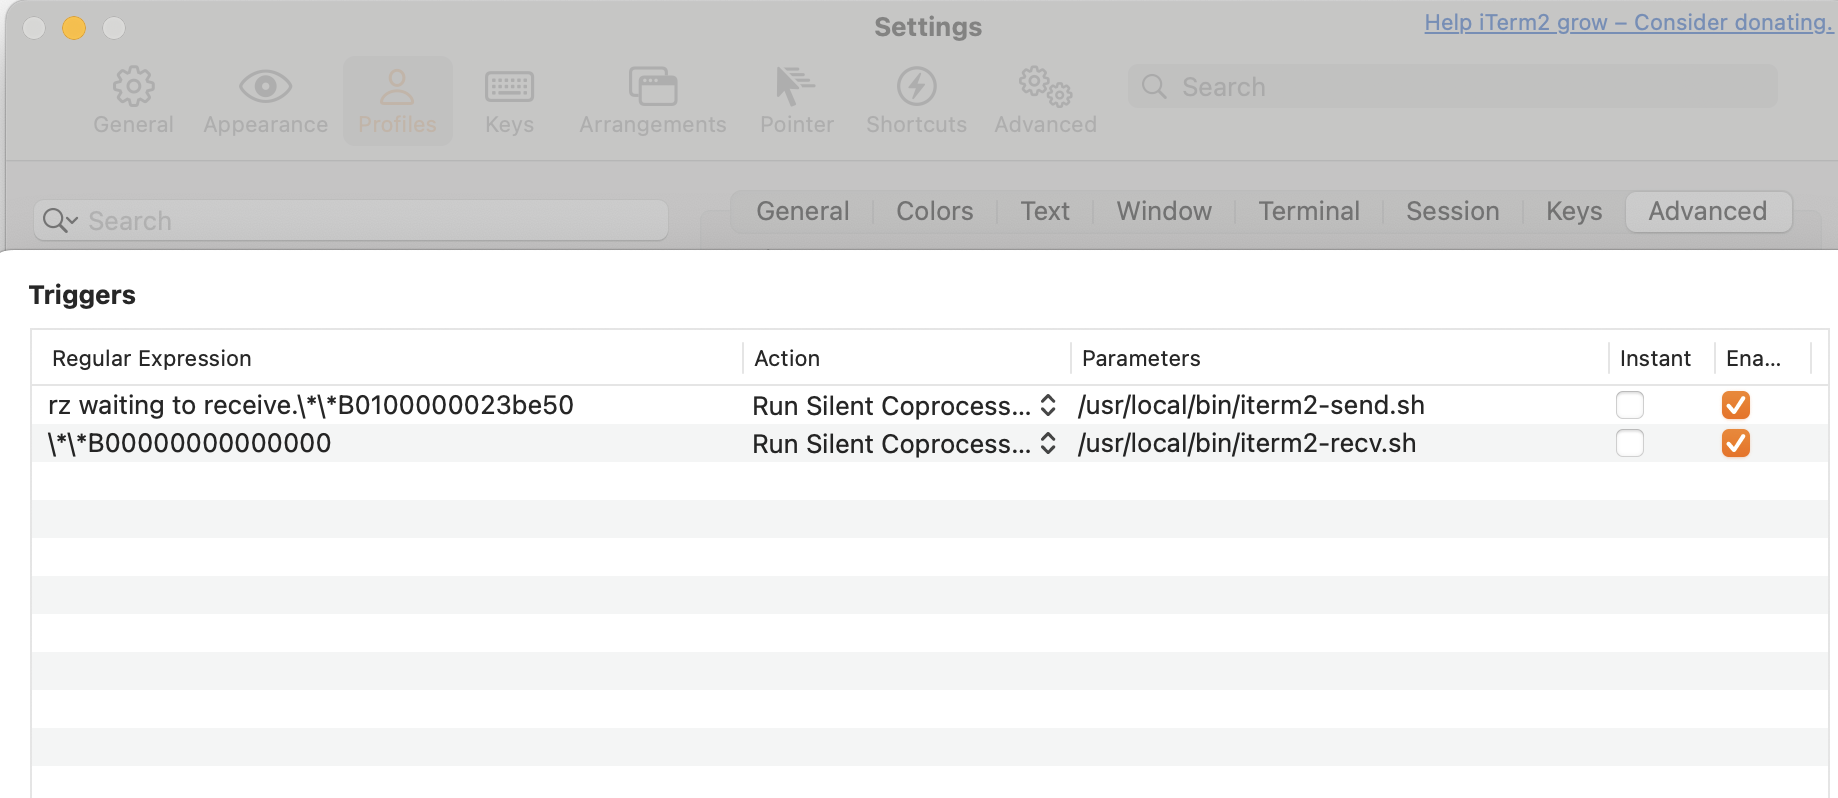 Settings
Help iTerm2 grow – Consider donating.
General Appearance Profiles Keys Arrangements Pointer Shortcuts Advanced Search
Search General Colors Text Window Terminal Session Keys Advanced
Triggers
Regular Expression Action Parameters Instant Ena...
rz waiting to receive.\*\*B0100000023be50 Run Silent Coprocess... /usr/local/bin/iterm2-send.sh
\*\*B00000000000000 Run Silent Coprocess... /usr/local/bin/iterm2-recv.sh